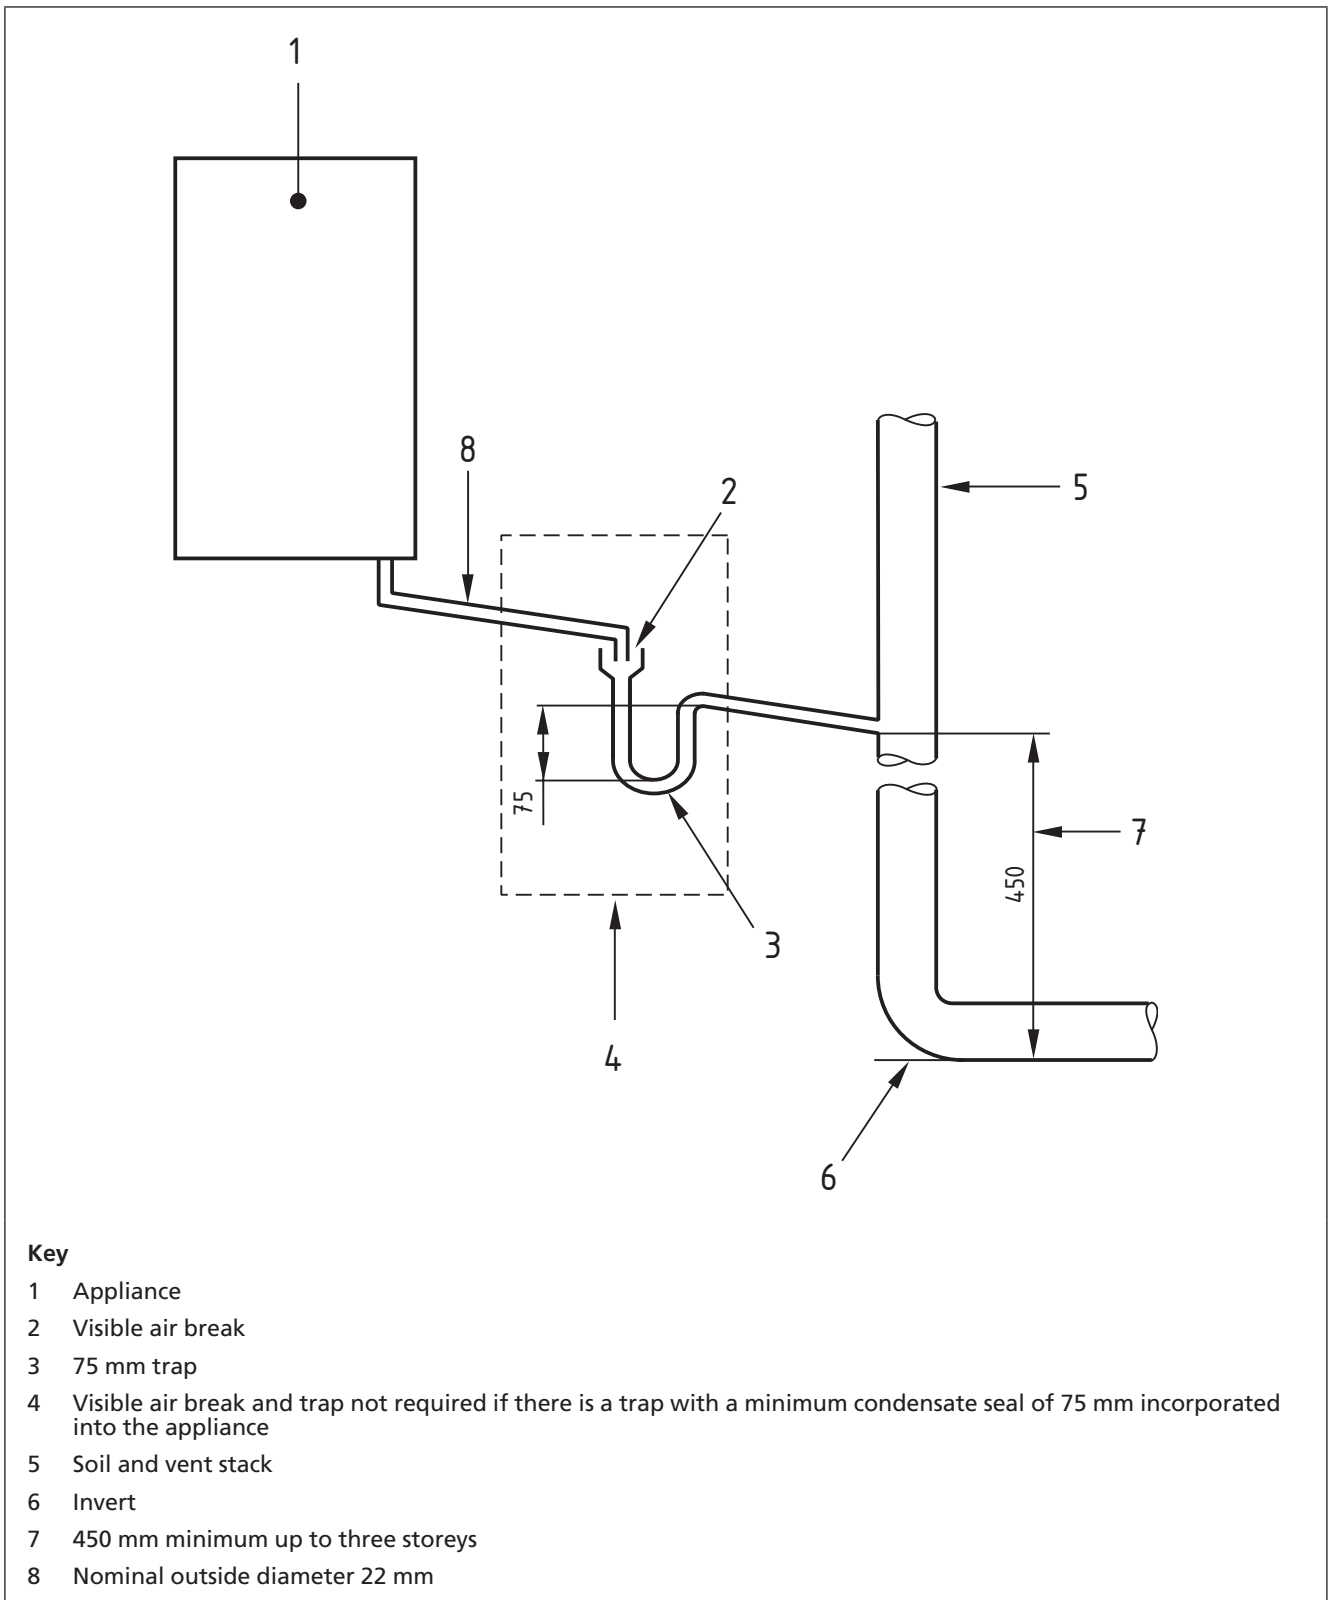 1
8
2
5
75
7
450
3
4
6
Key
1 Appliance
2 Visible air break
3 75 mm trap
4 Visible air break and trap not required if there is a trap with a minimum condensate seal of 75 mm incorporated
into the appliance
5 Soil and vent stack
6 Invert
7 450 mm minimum up to three storeys
8 Nominal outside diameter 22 mm